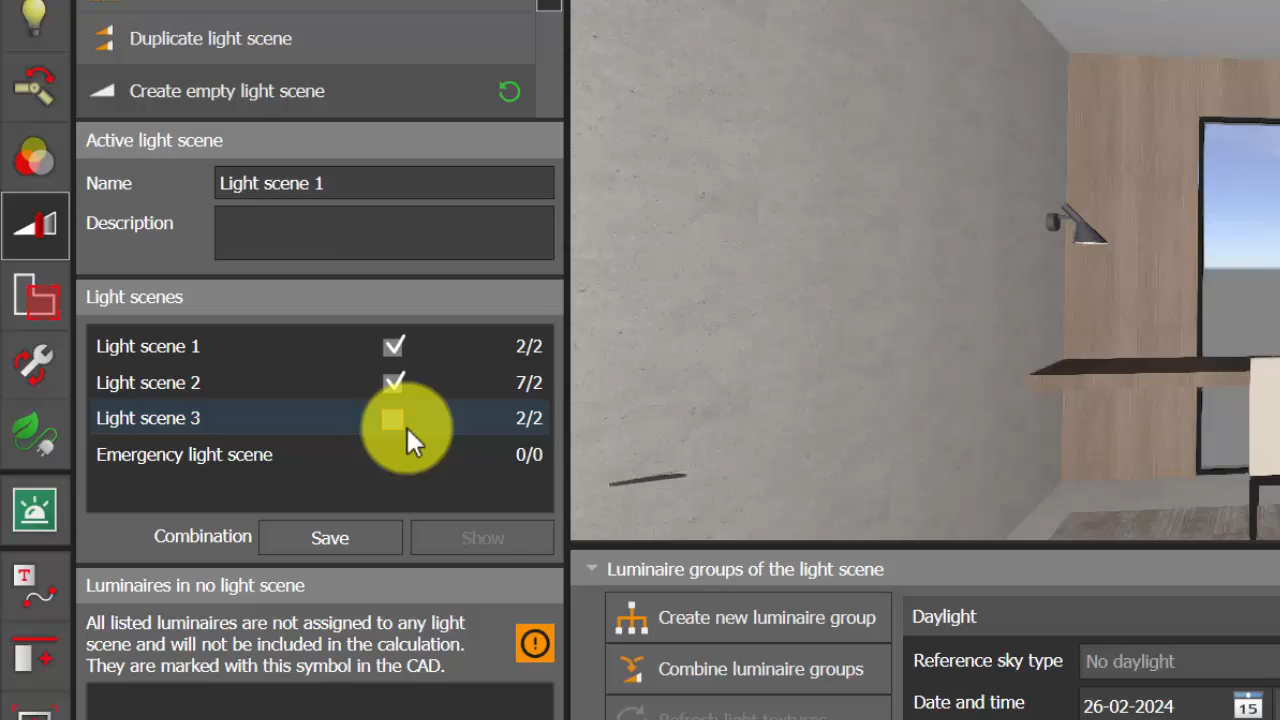 Duplicate light scene
Create empty light scene
Active light scene
Name
Light scene 1
Description
Light scenes
Light scene 1 2/2
Light scene 2 7/2
Light scene 3 2/2
Emergency light scene 0/0
Combination Save Show
Luminaires in no light scene
All listed luminaires are not assigned to any light
scene and will not be included in the calculation.
They are marked with this symbol in the CAD.
T
Luminaire groups of the light scene
Create new luminaire group
Combine luminaire groups
Refresh light textures
Daylight
Reference sky type No daylight
Date and time 26-02-2024 15